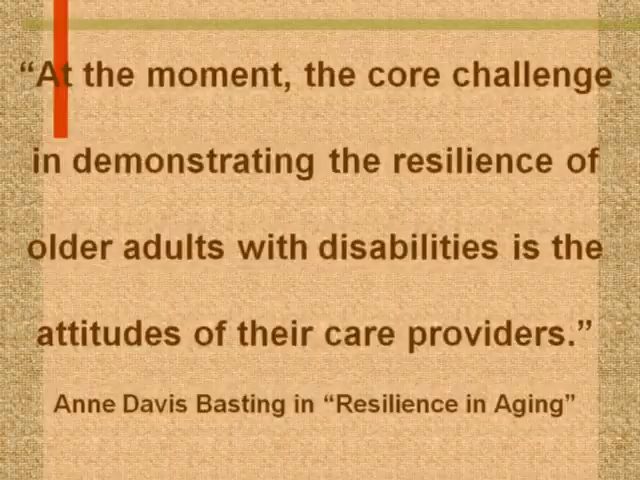 “At the moment, the core challenge
in demonstrating the resilience of
older adults with disabilities is the
attitudes of their care providers.”
Anne Davis Basting in “Resilience in Aging”